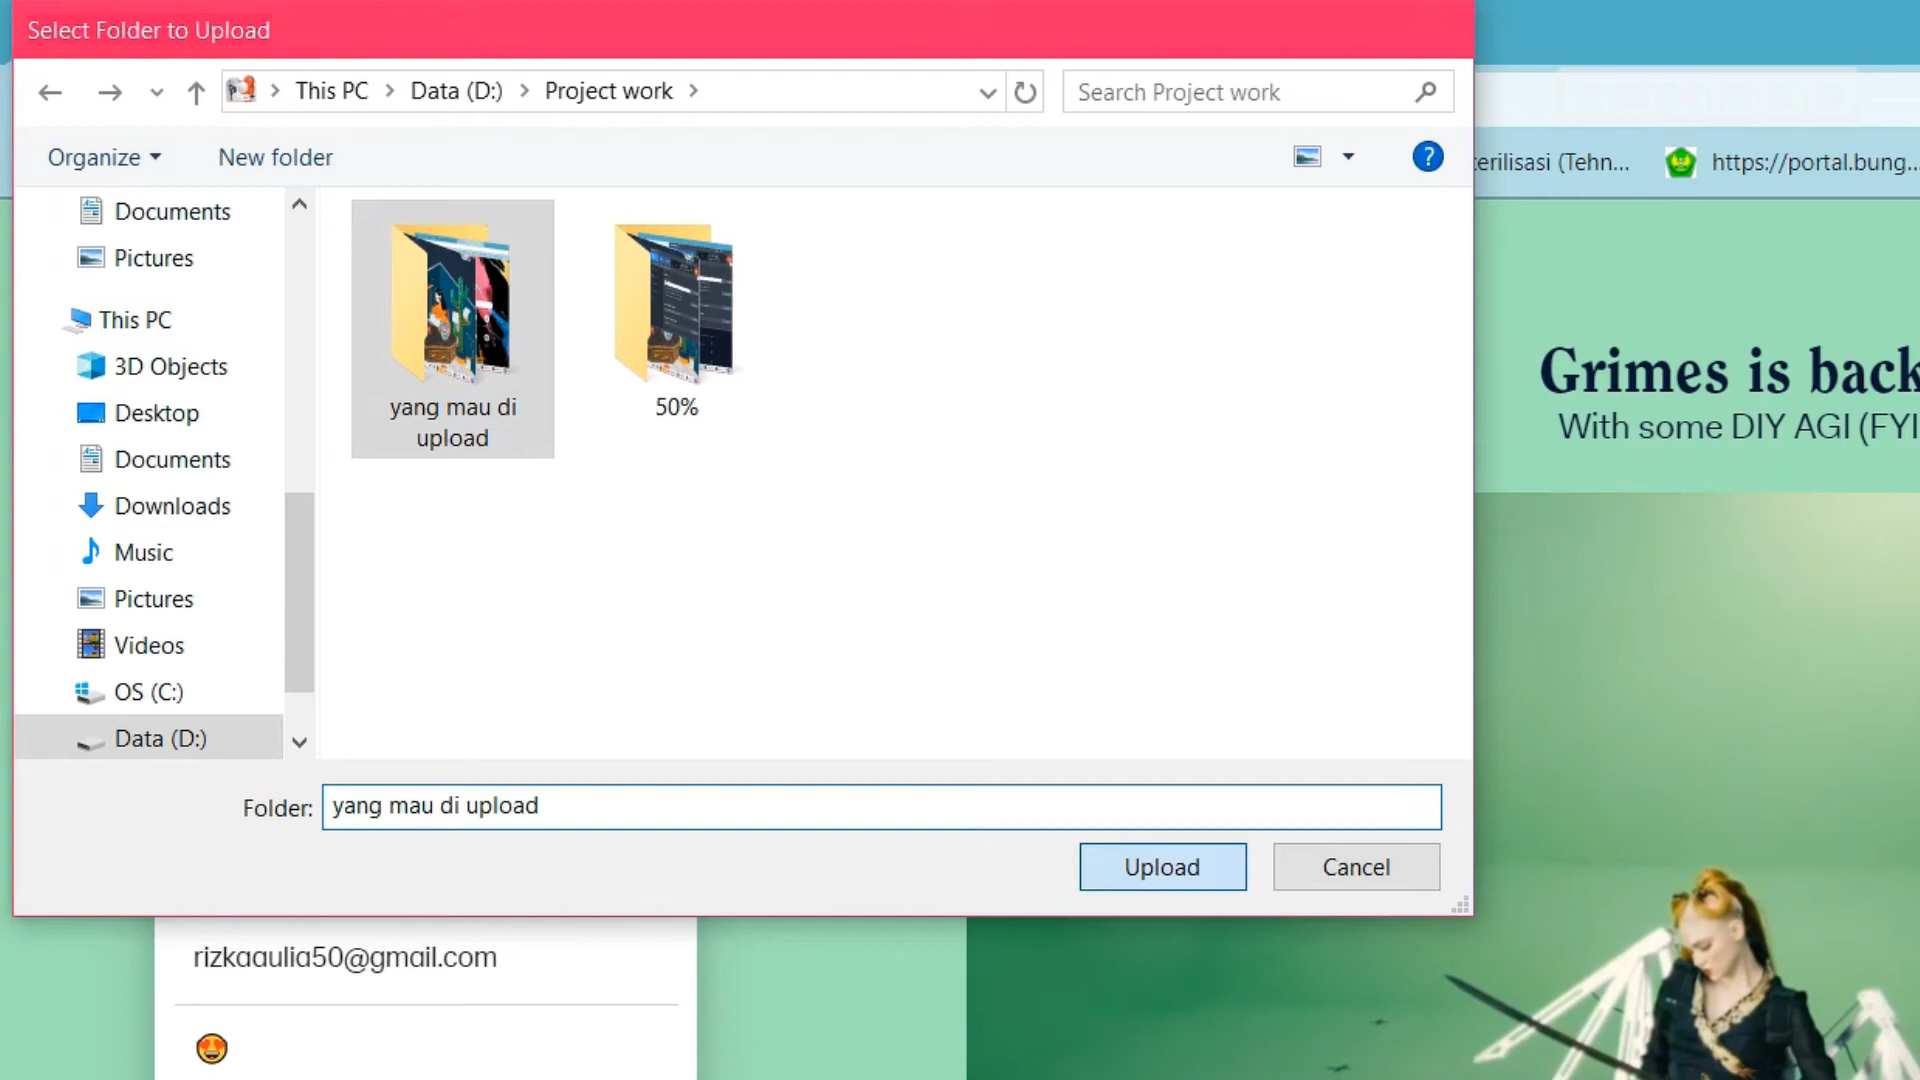 Select Folder to Upload
This PC
Data (D:)
Project work
Search Project work
Organize
New folder
?
Documents
Pictures
This PC
3D Objects
Desktop
Documents
Downloads
Music
Pictures
Videos
OS (C:)
Data (D:)
yang mau di
upload
50%
Folder:
yang mau di upload
Upload
Cancel
erilisasi (Tehn...
https://portal.bung...
Grimes is back
With some DIY AGI (FYI
rizkaaulia50@gmail.com